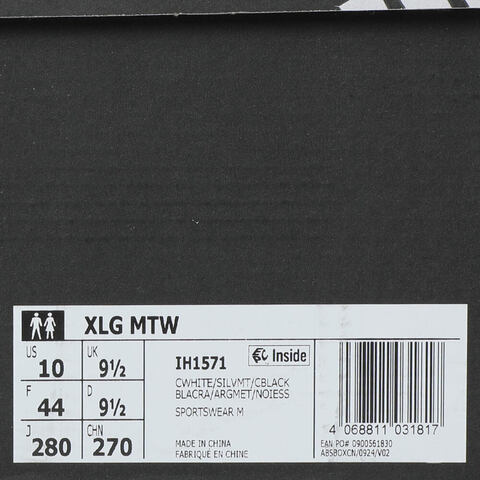 XLG MTW
US 10 UK 9½
F 44 D 9½
J 280 CHN 270
IH1571 Inside
CWHITE/SILVMT/CBLACK
BLACRA/ARGMET/NOIESS
SPORTSWEAR M
MADE IN CHINA
FABRIQUÉ EN CHINE
4 068811 031817
EAN PO# 0900561830
ABSBOXCN/0924/V02